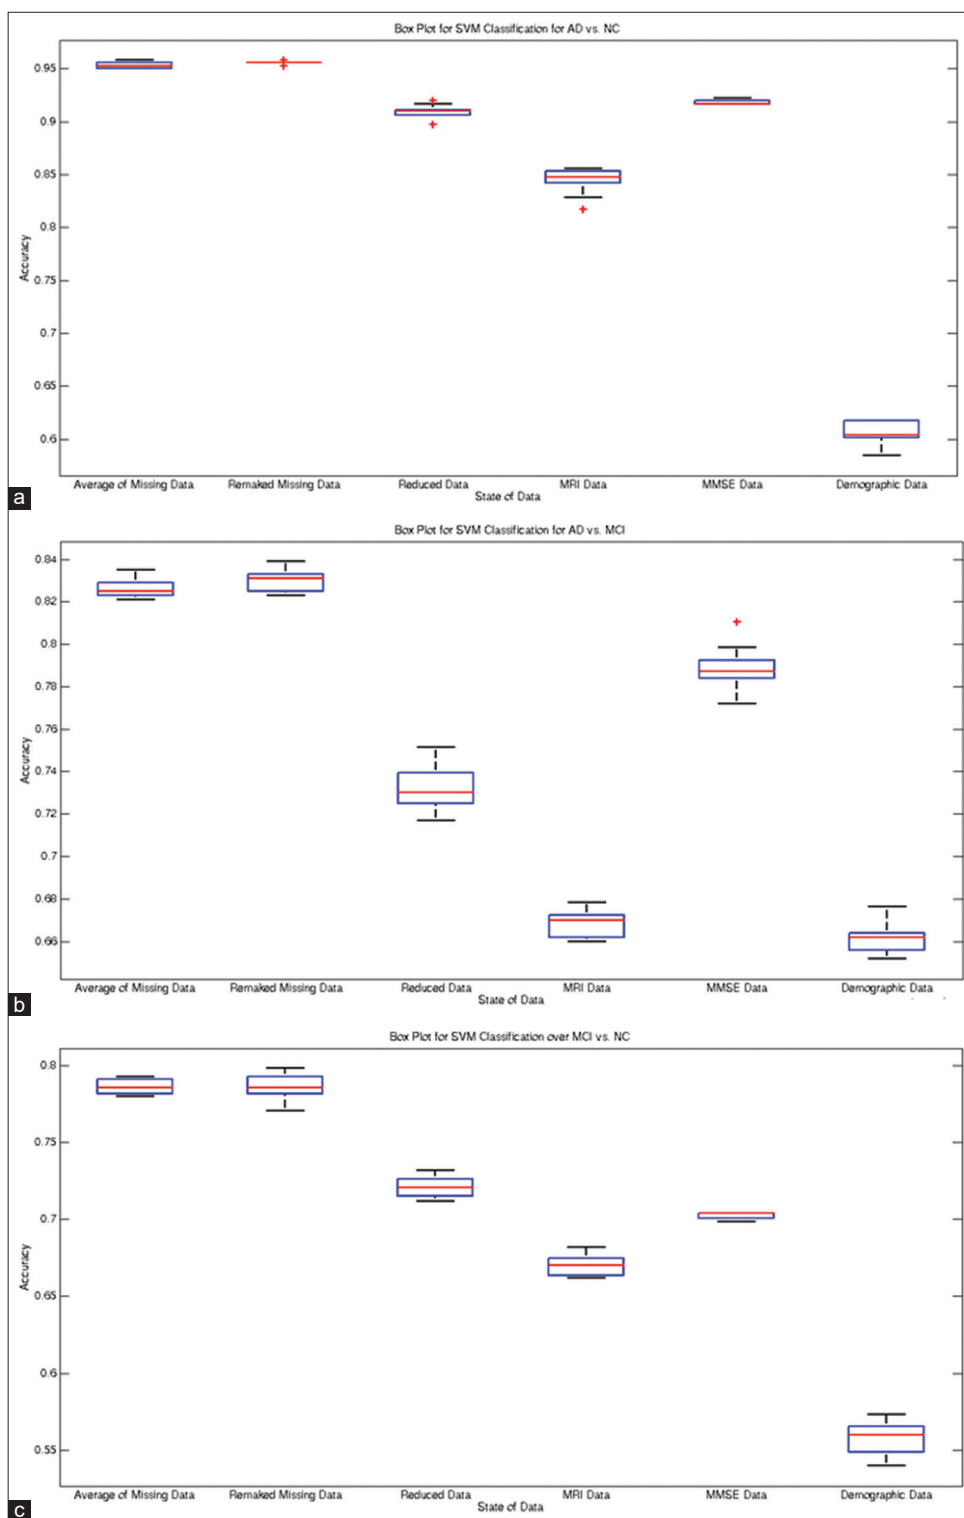 Box Plot for SVM Classification for AD vs. NC
0.95
0.9
0.85
0.8
0.75
0.7
0.65
0.6
Accuracy
Average of Missing Data Remaked Missing Data Reduced Data MRI Data MMSE Data Demographic Data
State of Data
a
Box Plot for SVM Classification for AD vs. MCI
0.84
0.82
0.8
0.78
0.76
0.74
0.72
0.7
0.68
0.66
Accuracy
Average of Missing Data Remaked Missing Data Reduced Data MRI Data MMSE Data Demographic Data
State of Data
b
Box Plot for SVM Classification over MCI vs. NC
0.8
0.75
0.7
0.65
0.6
0.55
Accuracy
Average of Missing Data Remaked Missing Data Reduced Data MRI Data MMSE Data Demographic Data
State of Data
c